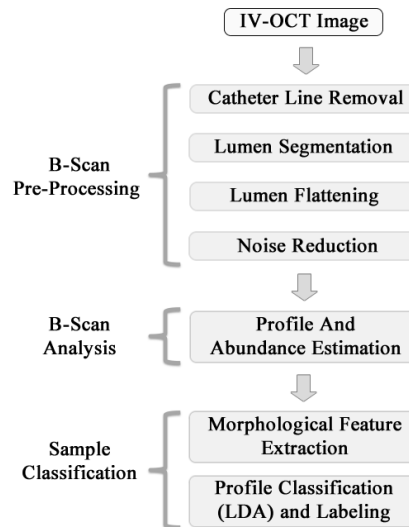 IV-OCT Image
B-Scan
Pre-Processing
Catheter Line Removal
Lumen Segmentation
Lumen Flattening
Noise Reduction
B-Scan
Analysis
Profile And
Abundance Estimation
Sample
Classification
Morphological Feature
Extraction
Profile Classification
(LDA) and Labeling